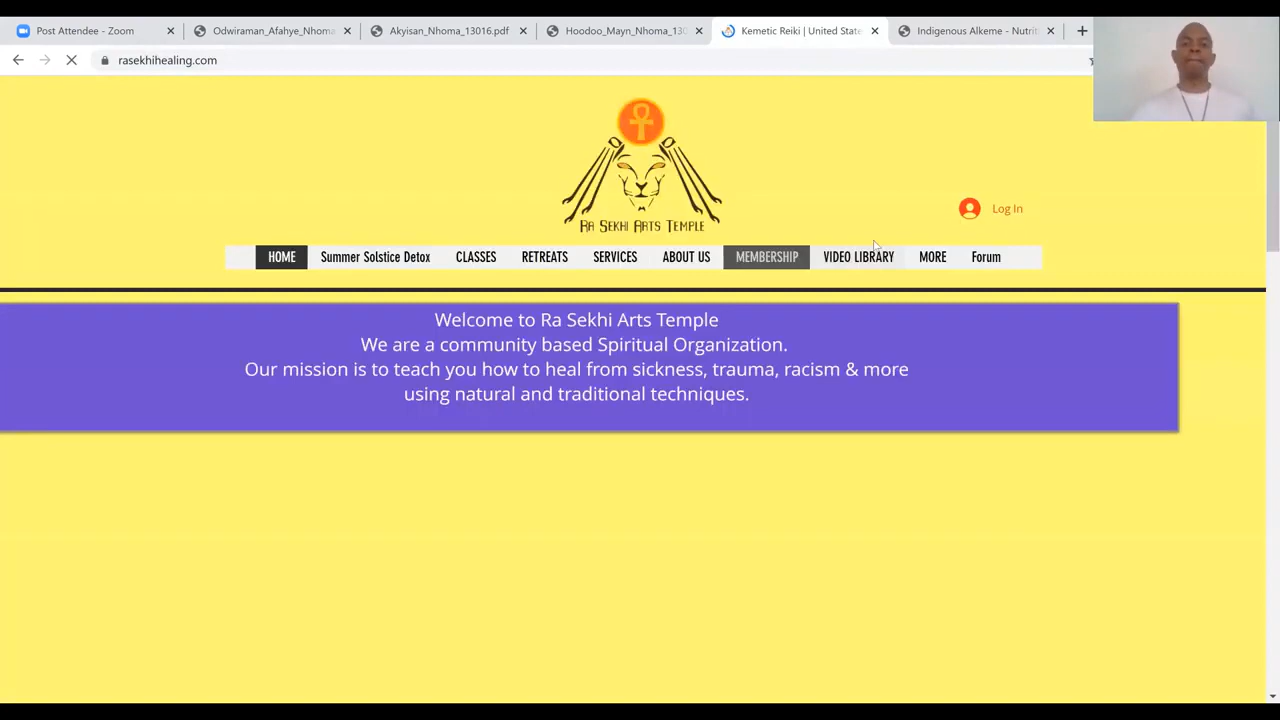 Post Attendee - Zoom
Odwiraman_Afahye_Nhoma_
Akyisan_Nhoma_13016.pdf
Hoodoo_Mayn_Nhoma_130
Kemetic Reiki | United State
Indigenous Alkeme - Nutriti
rasekhihealing.com
RA SEKHI ARTS TEMPLE
Log In
HOME
Summer Solstice Detox
CLASSES
RETREATS
SERVICES
ABOUT US
MEMBERSHIP
VIDEO LIBRARY
MORE
Forum
Welcome to Ra Sekhi Arts Temple
We are a community based Spiritual Organization.
Our mission is to teach you how to heal from sickness, trauma, racism & more
using natural and traditional techniques.